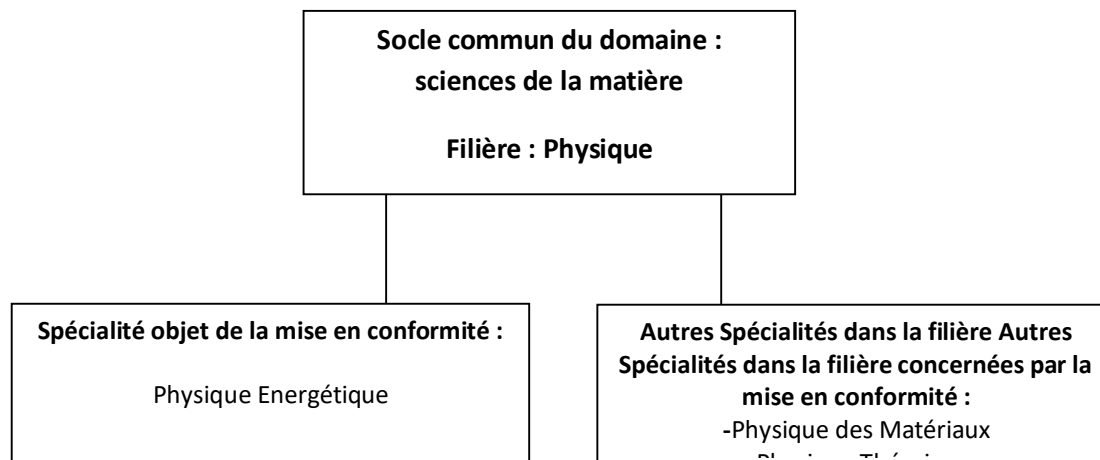 Socle commun du domaine :
sciences de la matière
Filière : Physique
Spécialité objet de la mise en conformité :
Physique Energétique
Autres Spécialités dans la filière Autres
Spécialités dans la filière concernées par la
mise en conformité :
-Physique des Matériaux